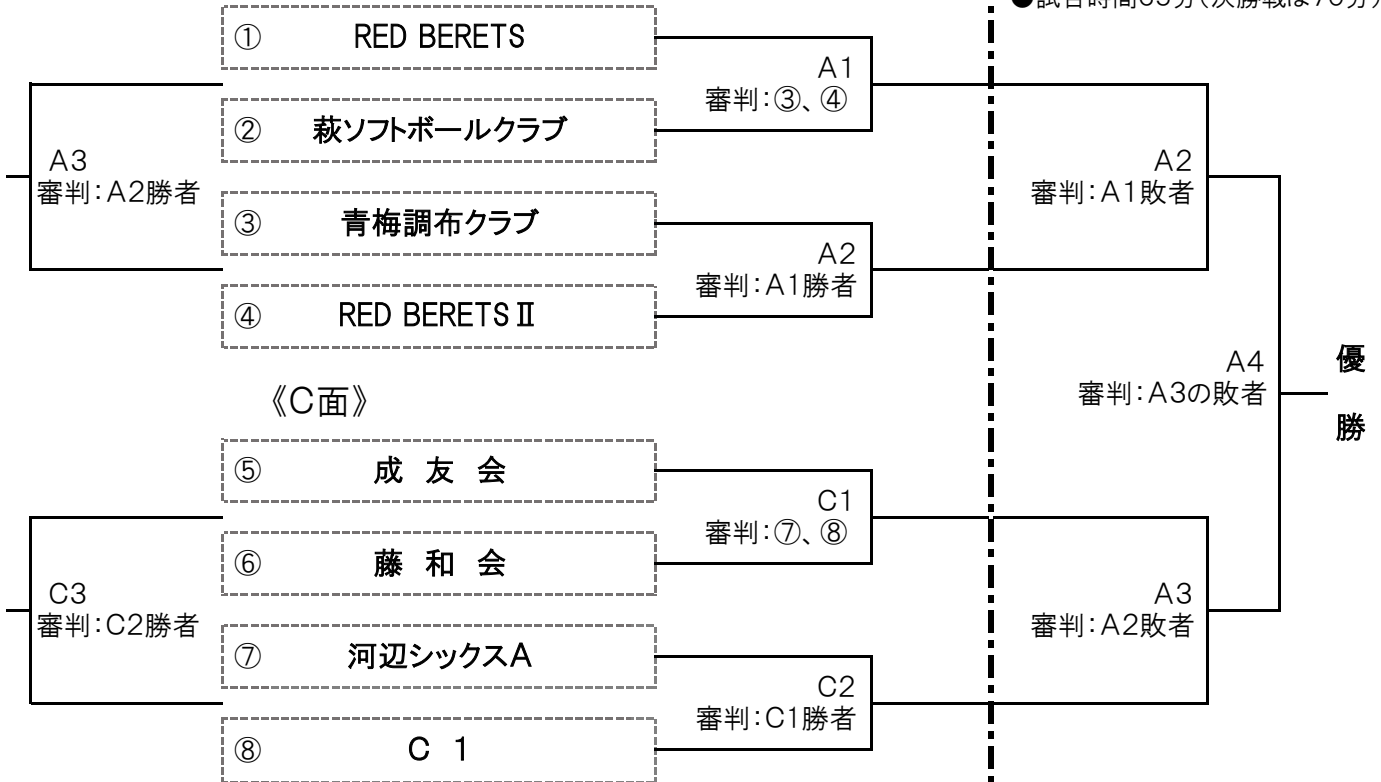 ① RED BERETS
A1
審判:③、④
② 萩ソフトボールクラブ
A3
審判:A2勝者
A2
審判:A1敗者
③ 青梅調布クラブ
A2
審判:A1勝者
④ RED BERETSⅡ
A4
審判:A3の敗者
優
勝
《C面》
⑤ 成 友 会
C1
審判:⑦、⑧
⑥ 藤 和 会
C3
審判:C2勝者
A3
審判:A2敗者
⑦ 河辺シックスA
C2
審判:C1勝者
⑧ C 1